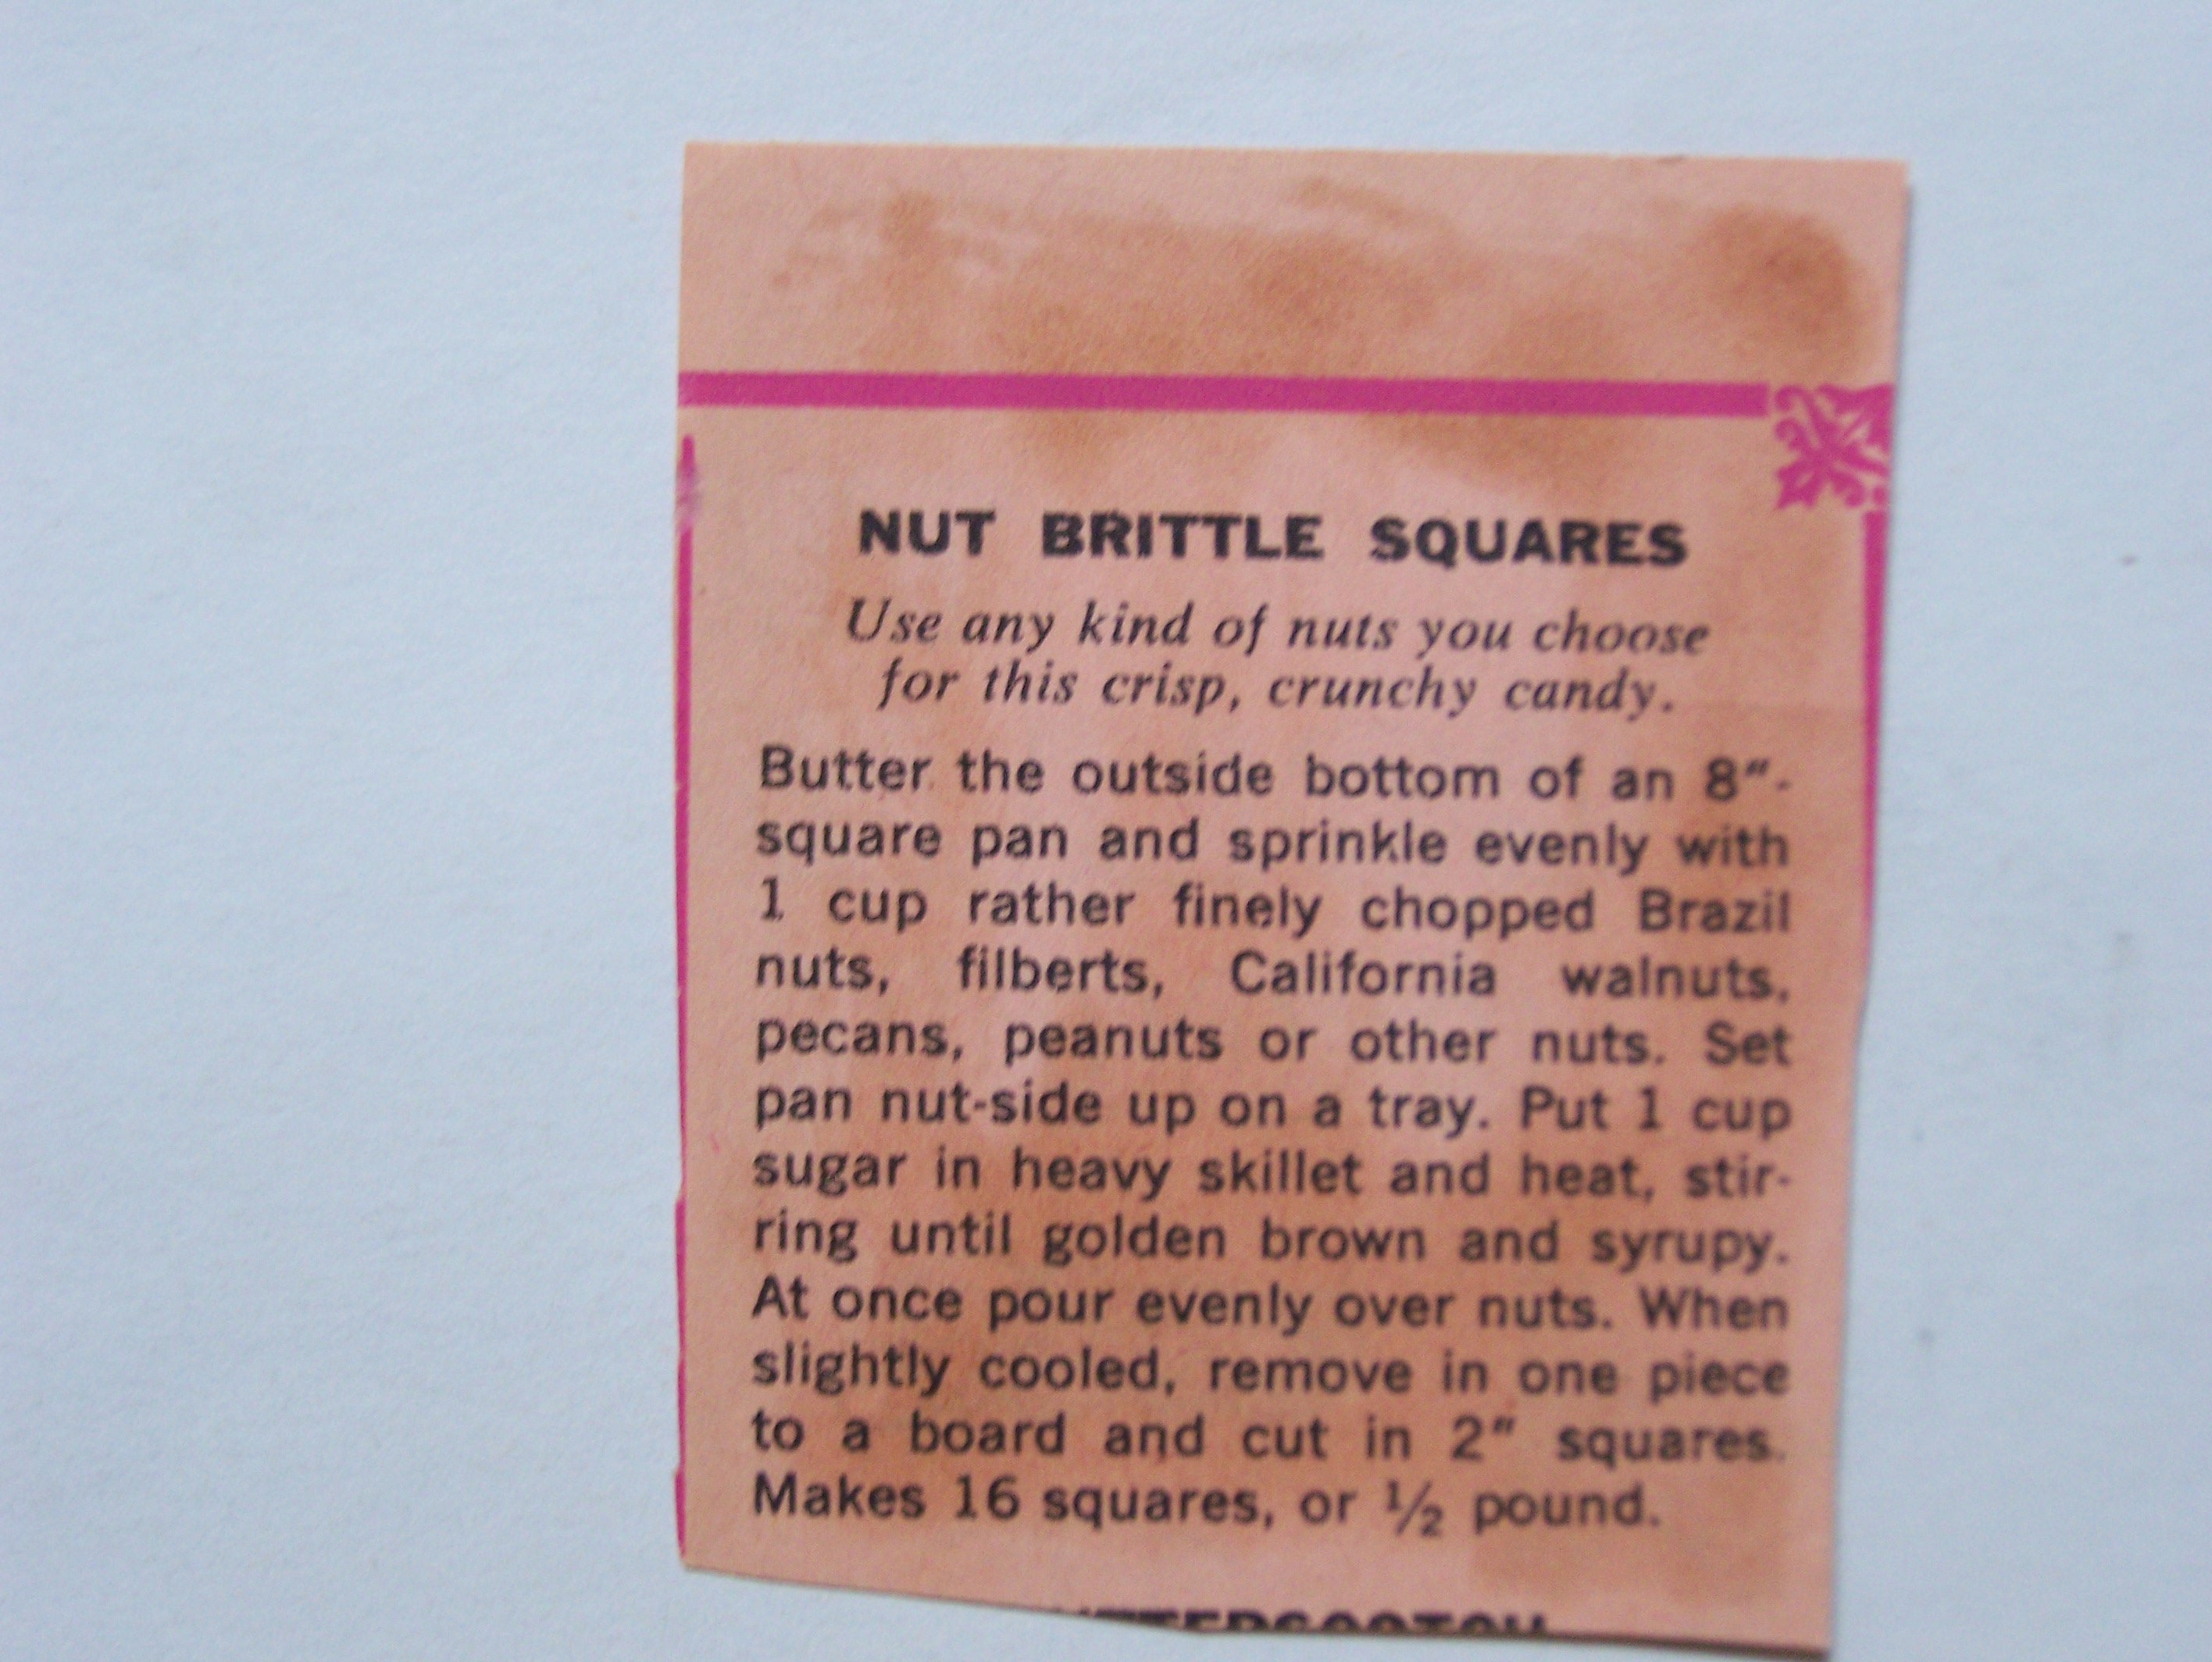 NUT BRITTLE SQUARES
Use any kind of nuts you choose
for this crisp, crunchy candy.
Butter the outside bottom of an 8"-
square pan and sprinkle evenly with
1 cup rather finely chopped Brazil
nuts, filberts, California walnuts,
pecans, peanuts or other nuts. Set
pan nut-side up on a tray. Put 1 cup
sugar in heavy skillet and heat, stir-
ring until golden brown and syrupy.
At once pour evenly over nuts. When
slightly cooled, remove in one piece
to a board and cut in 2" squares.
Makes 16 squares, or ½ pound.